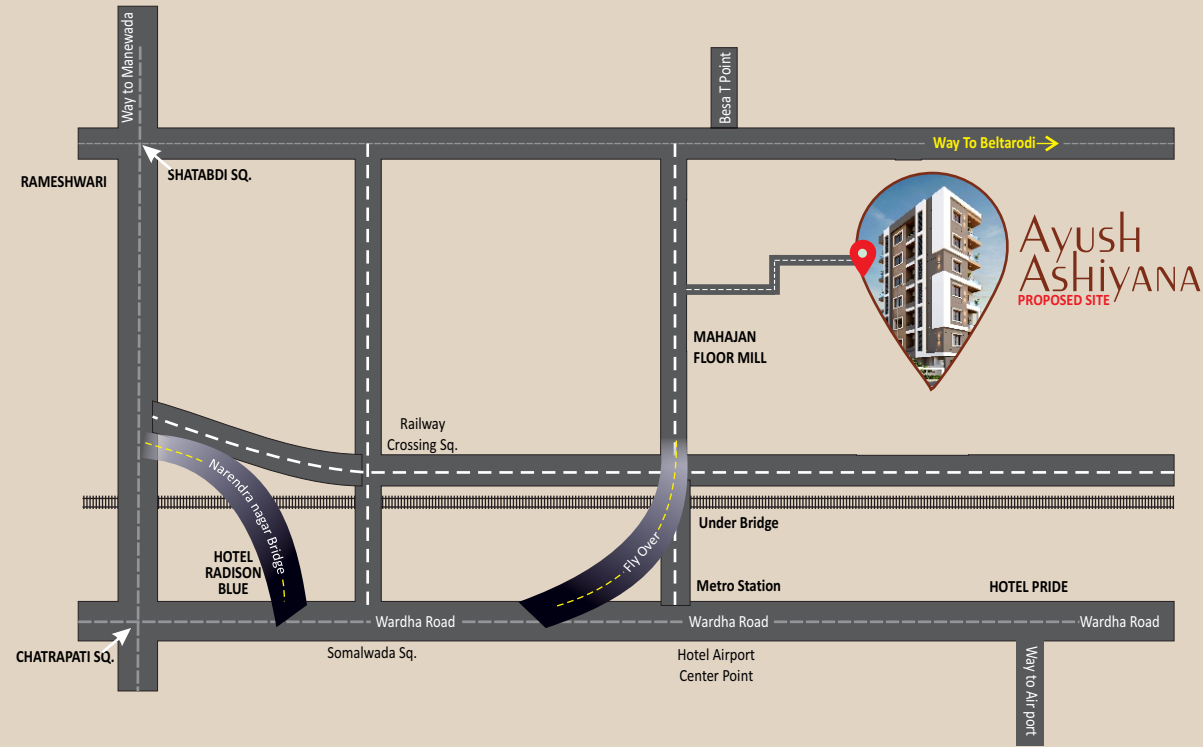 Way to Manewada
Besa T Point
Way To Beltarodi
RAMESHWARI
SHATABDI SQ.
Ayush
Ashiyana
PROPOSED SITE
MAHAJAN
FLOOR MILL
Railway
Crossing Sq.
Narendra nagar Bridge
Fly Over
Under Bridge
HOTEL
RADISON
BLUE
Metro Station
HOTEL PRIDE
Wardha Road
Wardha Road
Wardha Road
CHATRAPATI SQ.
Somalwada Sq.
Hotel Airport
Center Point
Way to Air port